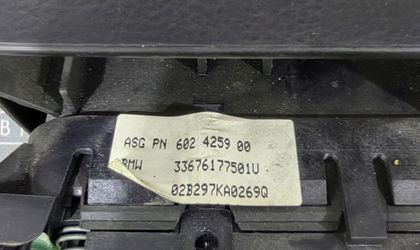 ASG PN 602 4259 00
BMW 33676177501U
02B297KA0269Q
B